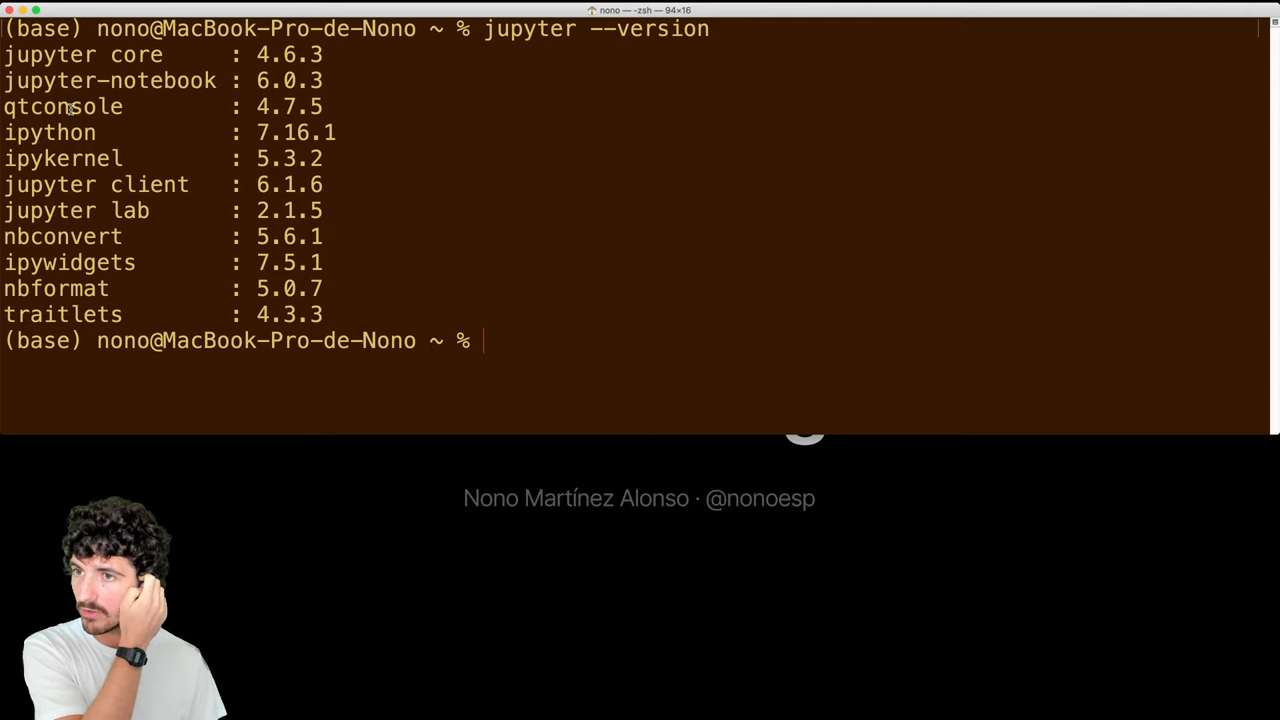 nono — -zsh — 94×16
(base) nono@MacBook-Pro-de-Nono ~ % jupyter --version
jupyter core     : 4.6.3
jupyter-notebook : 6.0.3
qtconsole        : 4.7.5
ipython          : 7.16.1
ipykernel        : 5.3.2
jupyter client   : 6.1.6
jupyter lab      : 2.1.5
nbconvert        : 5.6.1
ipywidgets       : 7.5.1
nbformat         : 5.0.7
traitlets        : 4.3.3
(base) nono@MacBook-Pro-de-Nono ~ %
Nono Martínez Alonso · @nonoesp